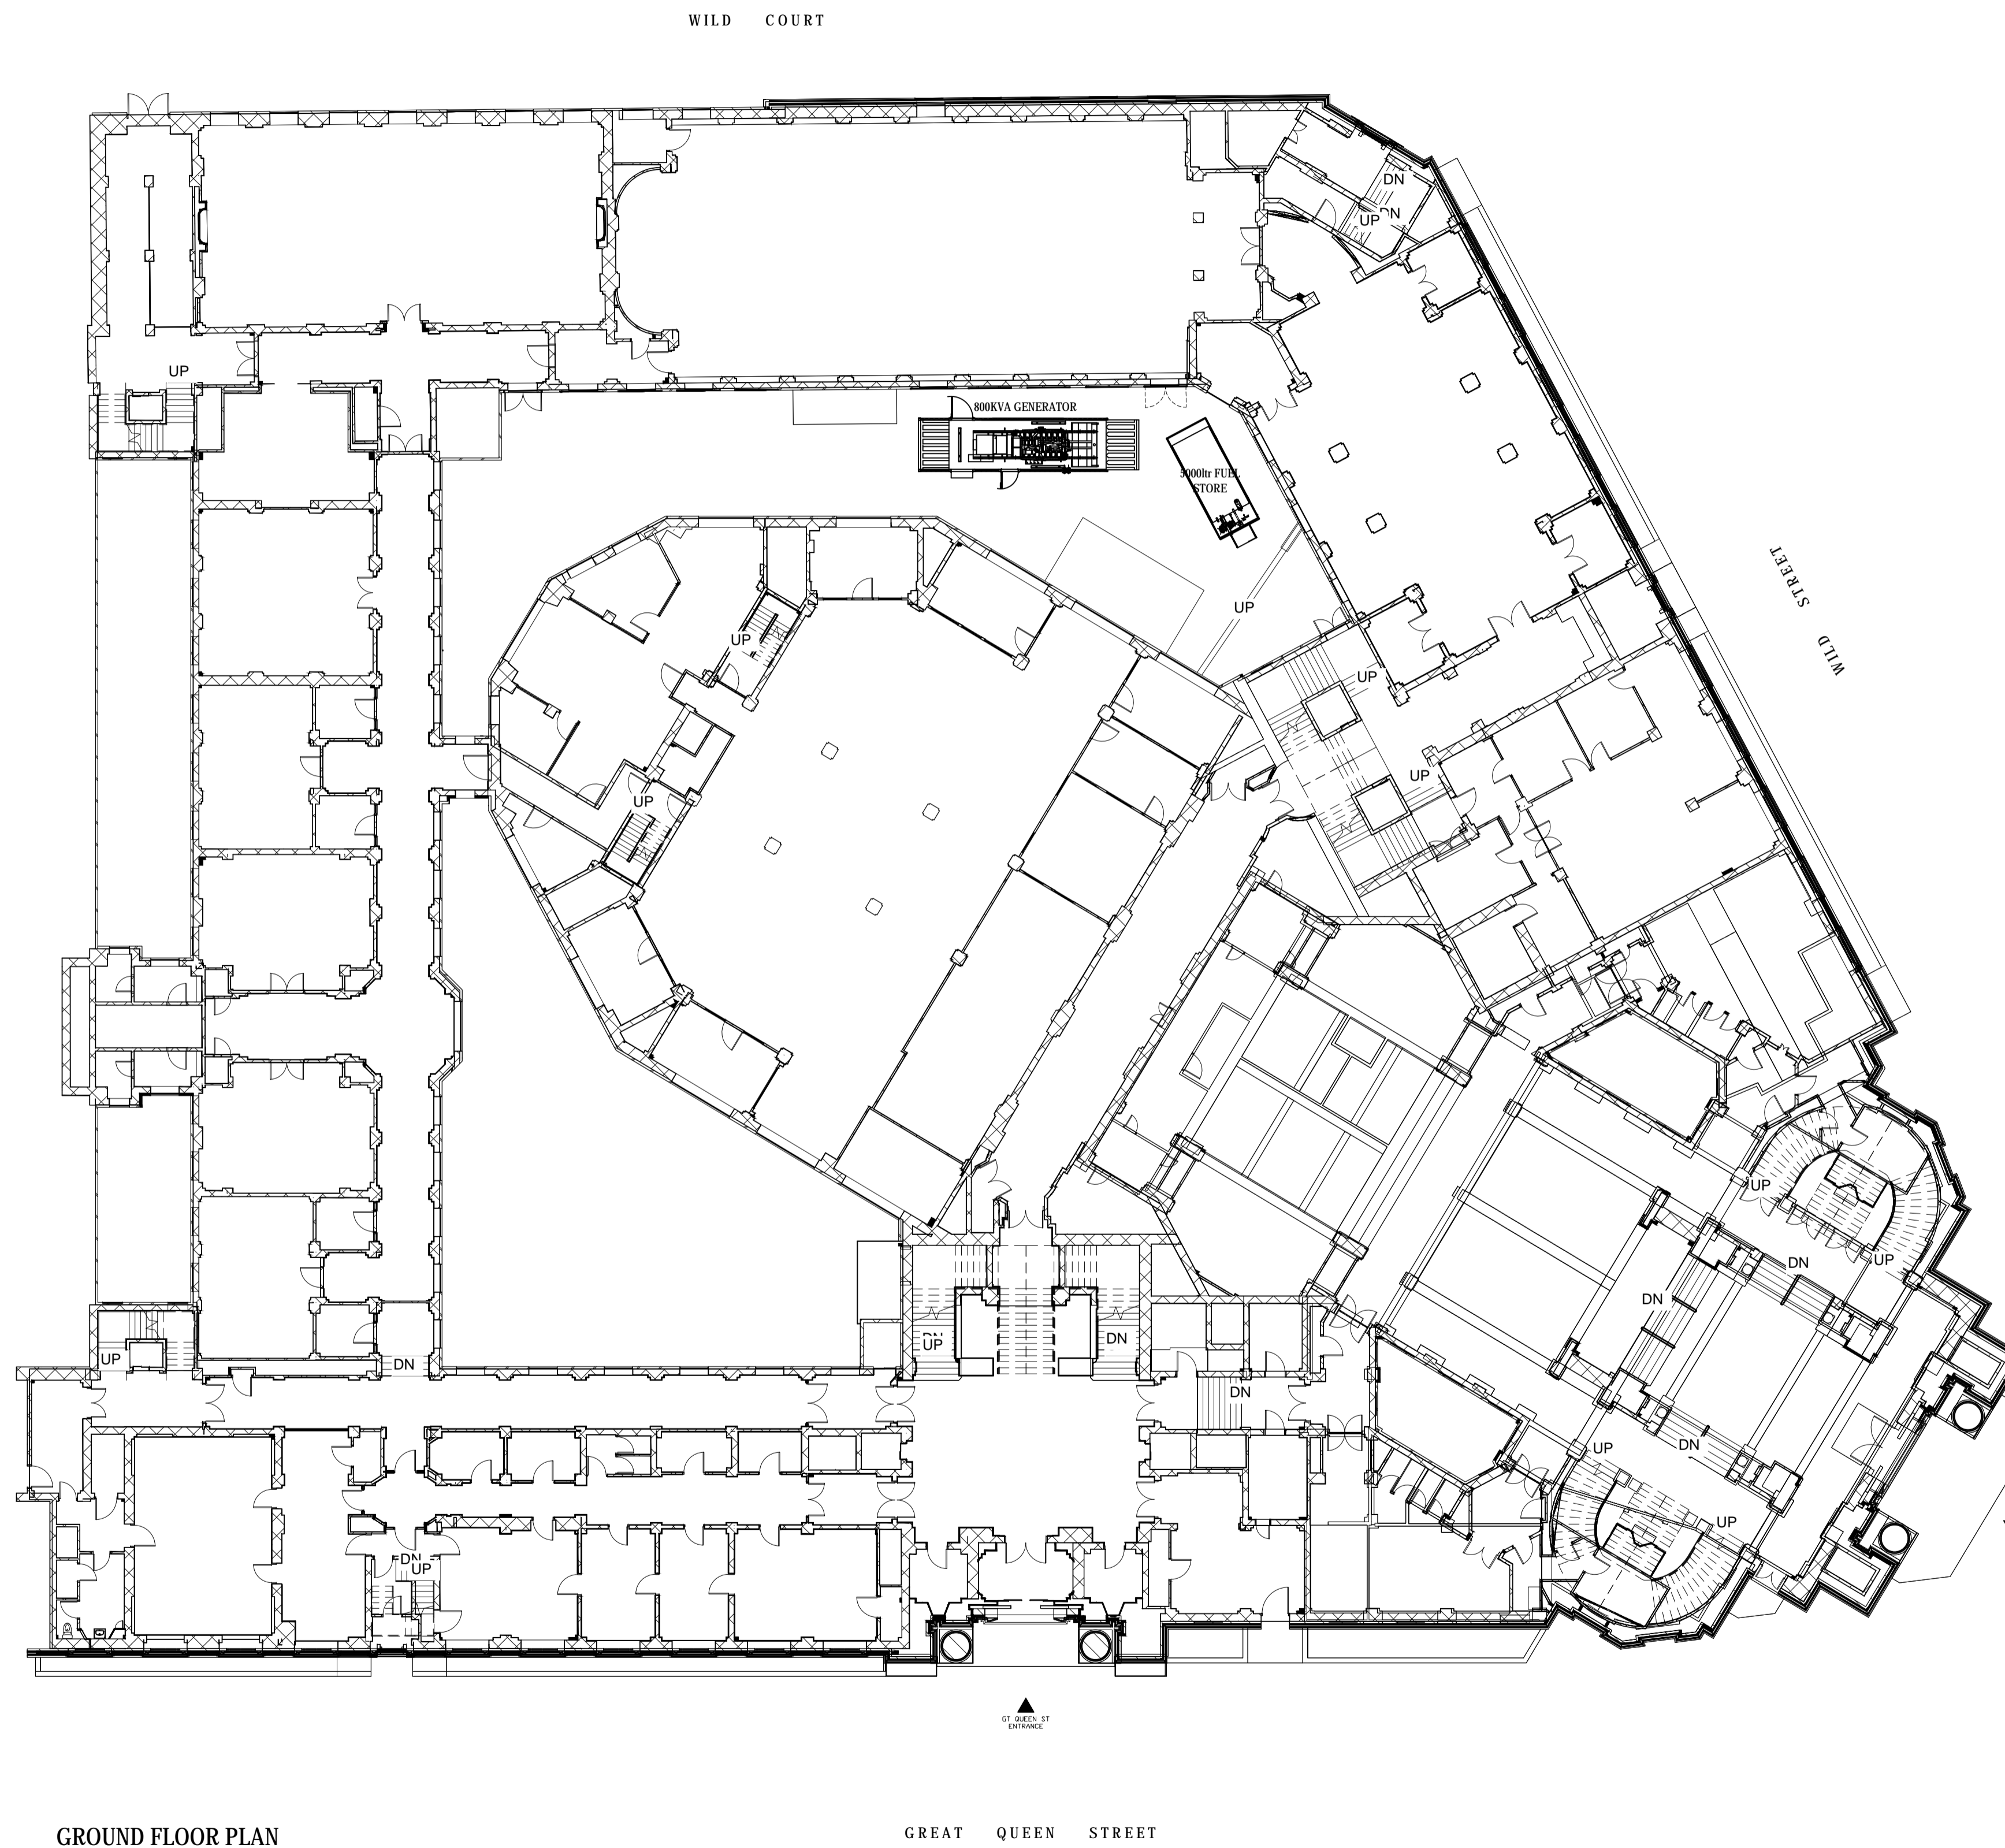 WILD COURT
DN
DN
UP
UP
800KVA GENERATOR
5000ltr FUEL
STORE
WILD STREET
UP
UP
UP
UP
UP
UP
DN
UP
DN
DN
UP
DN
UP
DN
DN
UP
DN
UP
DN
UP
GT QUEEN ST
ENTRANCE
GROUND FLOOR PLAN
GREAT QUEEN STREET